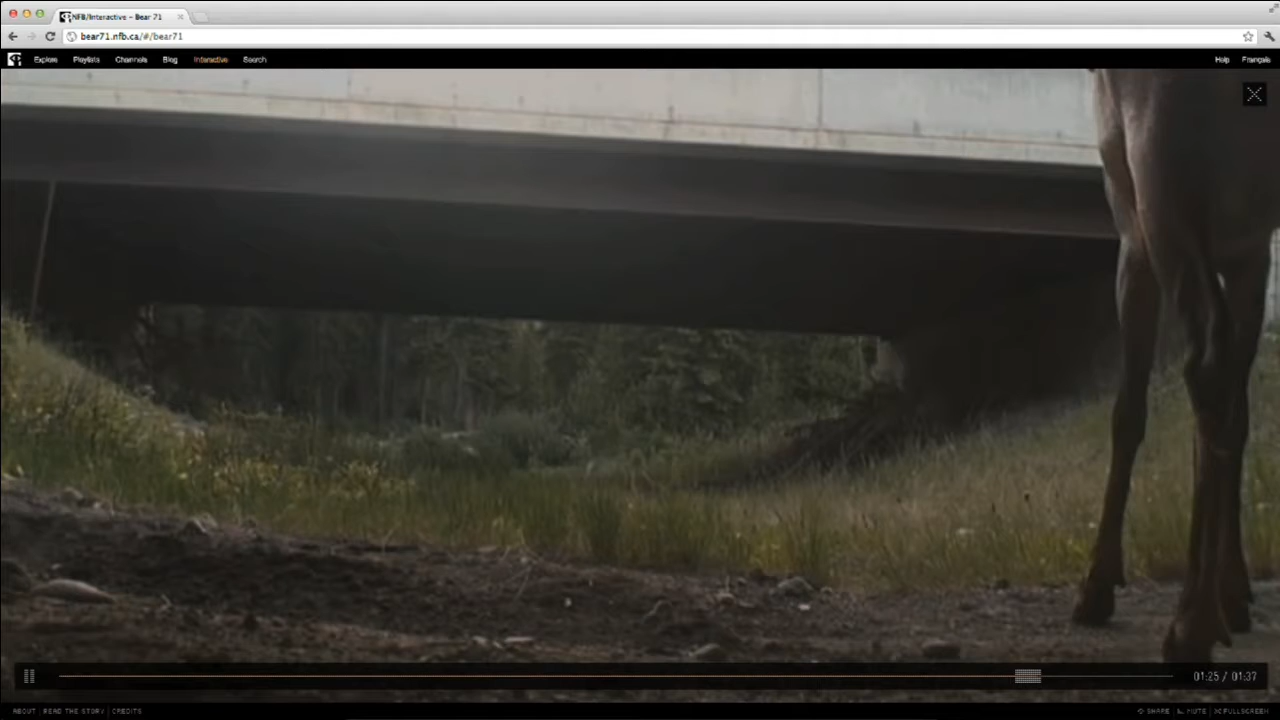 NFB/Interactive – Bear 71
bear71.nfb.ca/#/bear71
Explore Playlists Channels Blog Interactive Search Help Français
01:25 / 01:37
ABOUT | READ THE STORY | CREDITS SHARE | MUTE | FULLSCREEN